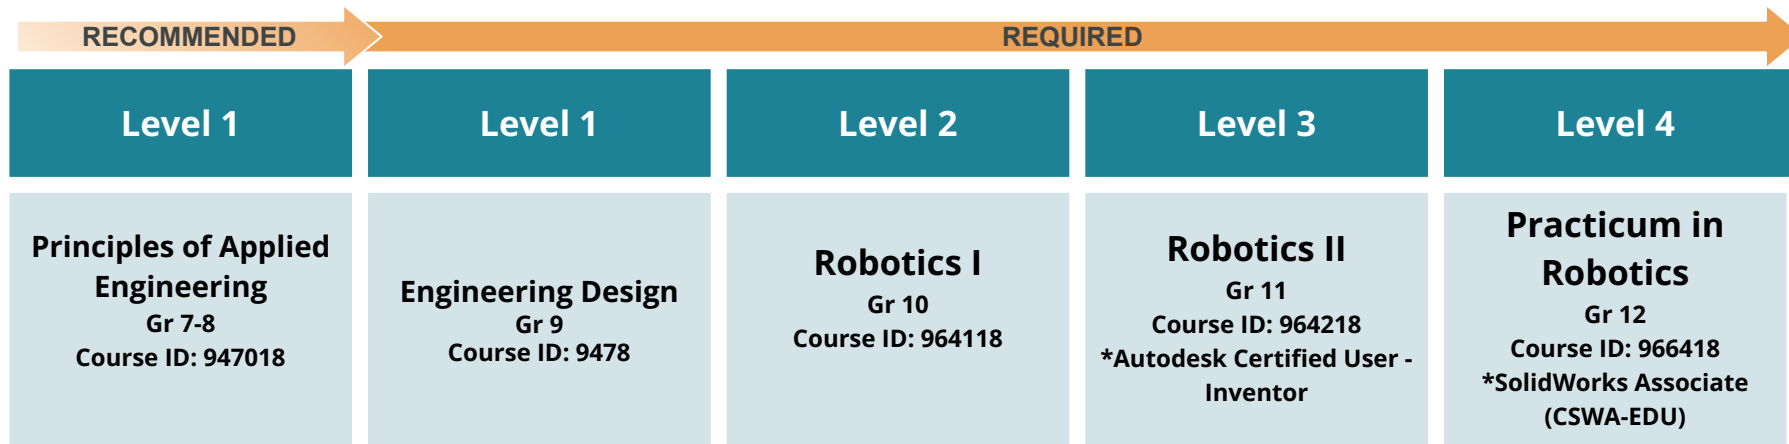 RECOMMENDED
REQUIRED
Level 1
Level 1
Level 2
Level 3
Level 4
Principles of Applied
Engineering
Gr 7-8
Course ID: 947018
Engineering Design
Gr 9
Course ID: 9478
Robotics I
Gr 10
Course ID: 964118
Robotics II
Gr 11
Course ID: 964218
*Autodesk Certified User -
Inventor
Practicum in
Robotics
Gr 12
Course ID: 966418
*SolidWorks Associate
(CSWA-EDU)